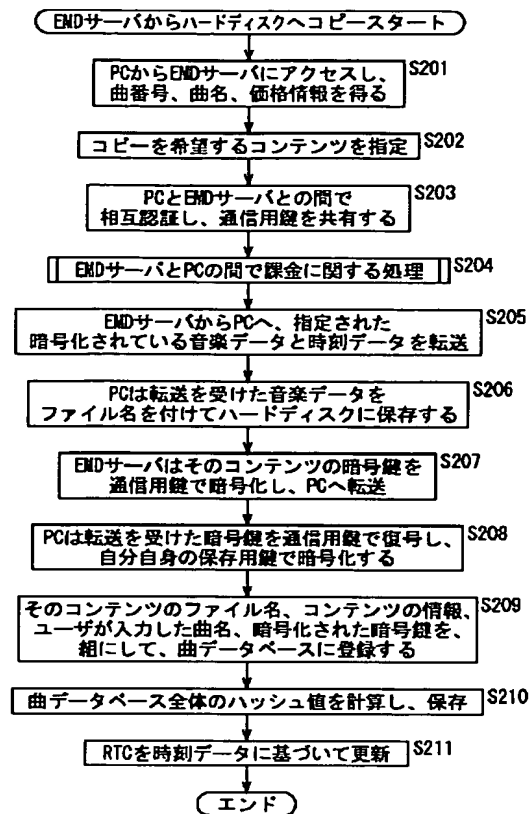 EMDサーバからハードディスクへコピースタート
PCからEMDサーバにアクセスし、
曲番号、曲名、価格情報を得る
S201
コピーを希望するコンテンツを指定
S202
PCとEMDサーバとの間で
相互認証し、通信用鍵を共有する
S203
EMDサーバとPCの間で課金に関する処理
S204
EMDサーバからPCへ、指定された
暗号化されている音楽データと時刻データを転送
S205
PCは転送を受けた音楽データを
ファイル名を付けてハードディスクに保存する
S206
EMDサーバはそのコンテンツの暗号鍵を
通信用鍵で暗号化し、PCへ転送
S207
PCは転送を受けた暗号鍵を通信用鍵で復号し、
自分自身の保存用鍵で暗号化する
S208
そのコンテンツのファイル名、コンテンツの情報、
ユーザが入力した曲名、暗号化された暗号鍵を、
組にして、曲データベースに登録する
S209
曲データベース全体のハッシュ値を計算し、保存
S210
RTCを時刻データに基づいて更新
S211
エンド